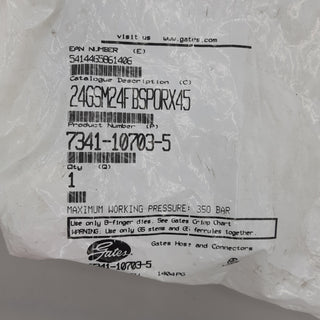 visit us
www.gates.com
EAN NUMBER (E)
5414465861406
Catalogue Description (C)
24GSM24FBSPORX45
Product Number (P)
7341-10703-5
Qty (Q)
1
MAXIMUM WORKING PRESSURE: 350 BAR
Use only 8-finger dies. See Gates Crimp Chart
WARNING: Use only GS stems and GS ferrules together.
Gates
Gates Hose and Connectors
7341-10703-5